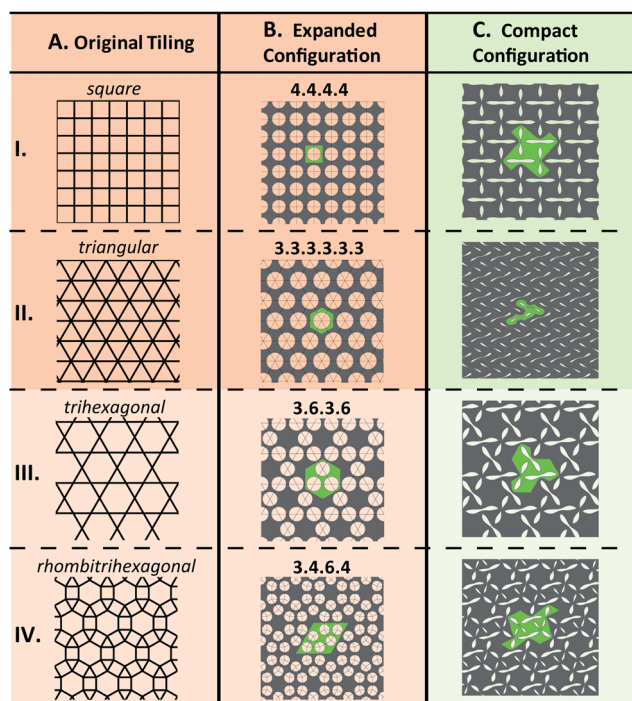 A. Original Tiling
B. Expanded
Configuration
C. Compact
Configuration
I.
square
4.4.4.4
II.
triangular
3.3.3.3.3.3
III.
trihexagonal
3.6.3.6
IV.
rhombitrihexagonal
3.4.6.4